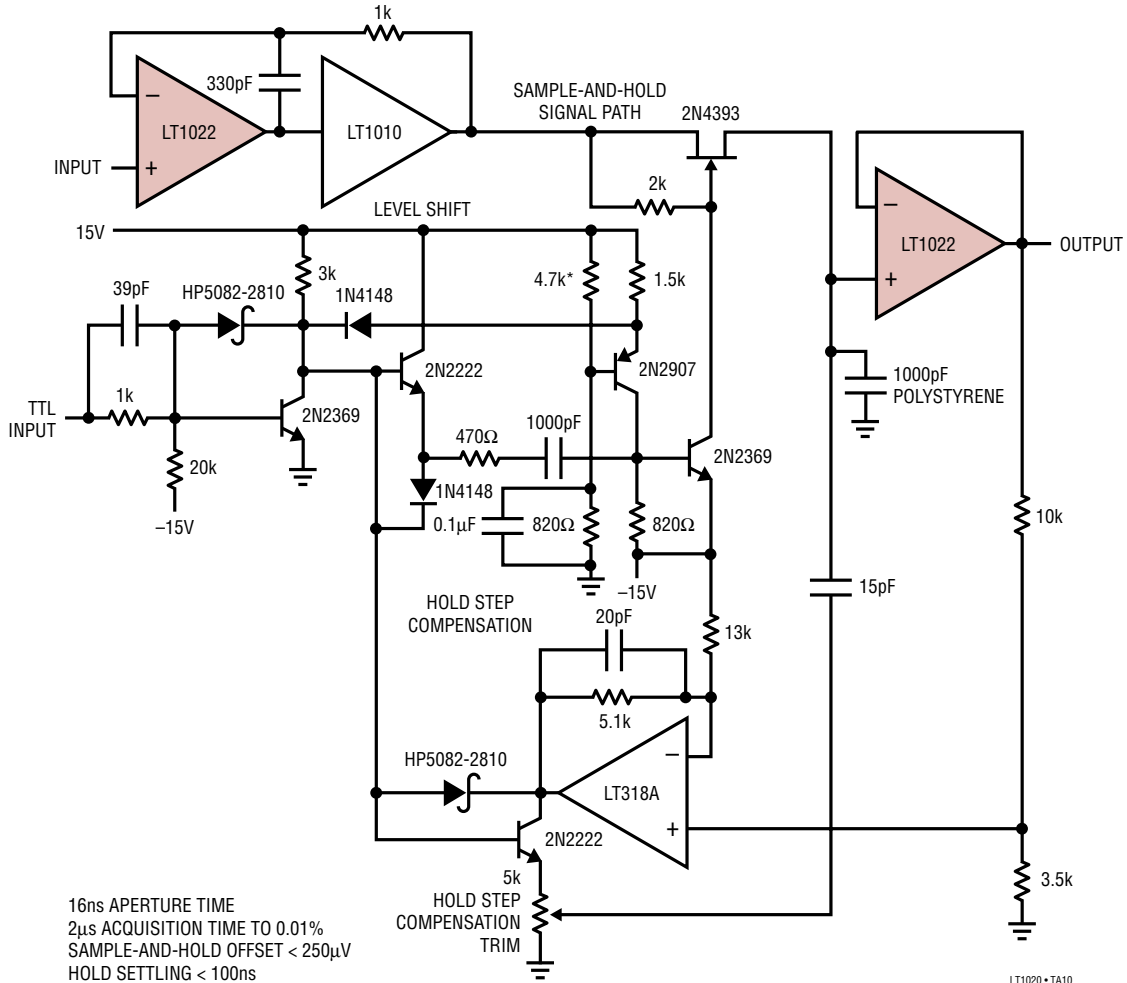 1k
330pF
LT1022
LT1010
−
+
INPUT
SAMPLE-AND-HOLD
SIGNAL PATH
2N4393
2k
LT1022
−
+
OUTPUT
LEVEL SHIFT
15V
3k
4.7k*
1.5k
39pF
HP5082-2810
1N4148
2N2222
2N2907
1000pF
POLYSTYRENE
TTL
INPUT
1k
2N2369
470Ω
1000pF
2N2369
20k
−15V
1N4148
0.1µF
820Ω
820Ω
−15V
10k
15pF
HOLD STEP
COMPENSATION
20pF
13k
5.1k
HP5082-2810
LT318A
−
+
2N2222
5k
HOLD STEP
COMPENSATION
TRIM
3.5k
16ns APERTURE TIME
2µs ACQUISITION TIME TO 0.01%
SAMPLE-AND-HOLD OFFSET < 250µV
HOLD SETTLING < 100ns
LT1020 • TA10